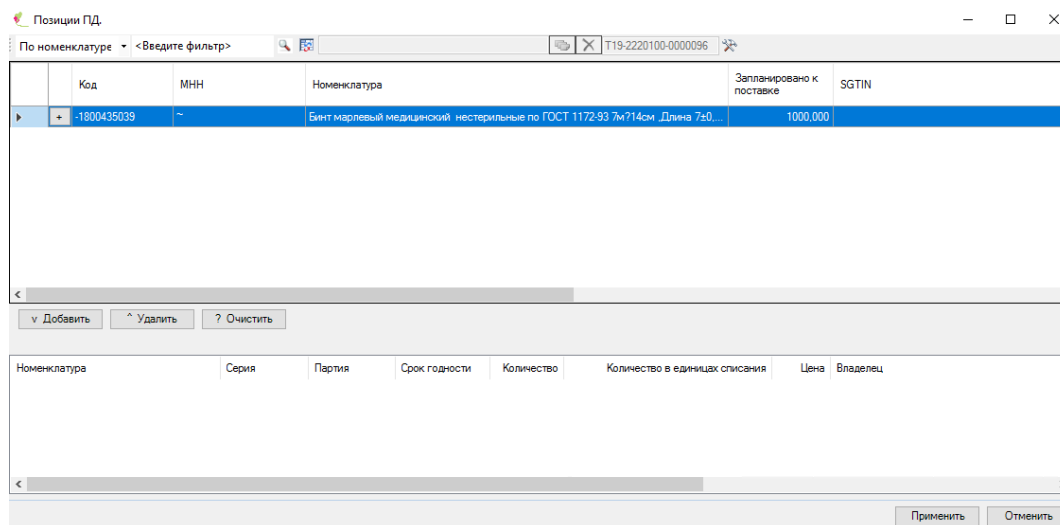 Позиции ПД.
По номенклатуре <Введите фильтр> T19-2220100-0000096
Код МНН Номенклатура Запланировано к поставке SGTIN
+ -1800435039 ~ Бинт марлевый медицинский нестерильные по ГОСТ 1172-93 7м?14см ,Длина 7±0,... 1000,000
v Добавить ^ Удалить ? Очистить
Номенклатура Серия Партия Срок годности Количество Количество в единицах списания Цена Владелец
Применить Отменить